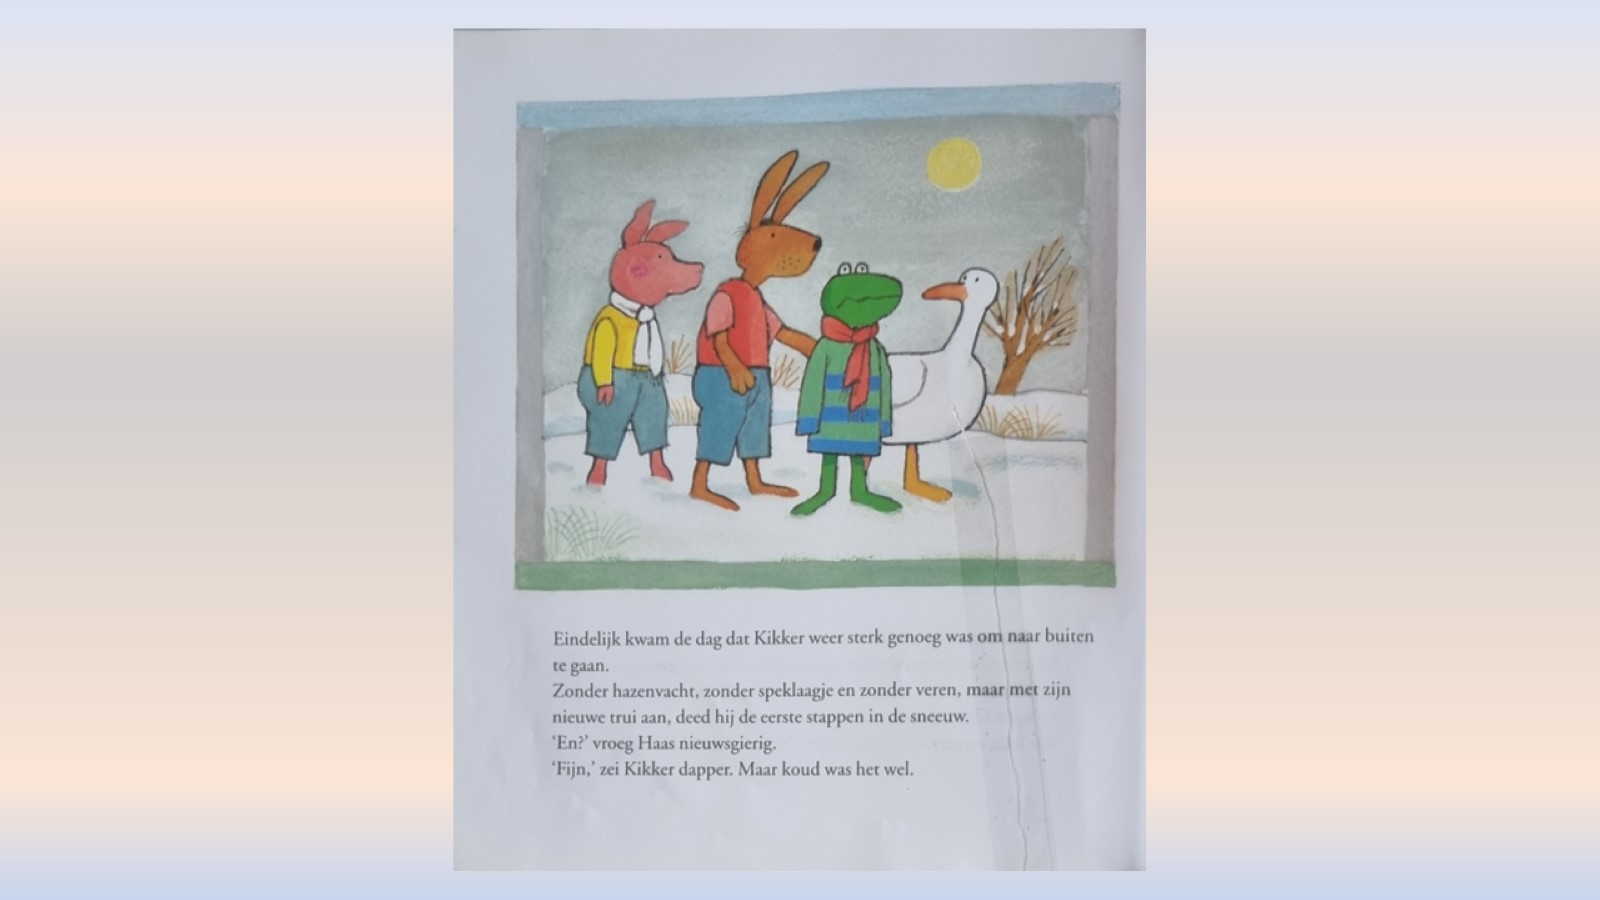 Eindelijk kwam de dag dat Kikker weer sterk genoeg was om naar buiten
te gaan.
Zonder hazenvacht, zonder speklaagje en zonder veren, maar met zijn
nieuwe trui aan, deed hij de eerste stappen in de sneeuw.
‘En?’ vroeg Haas nieuwsgierig.
‘Fijn,’ zei Kikker dapper. Maar koud was het wel.